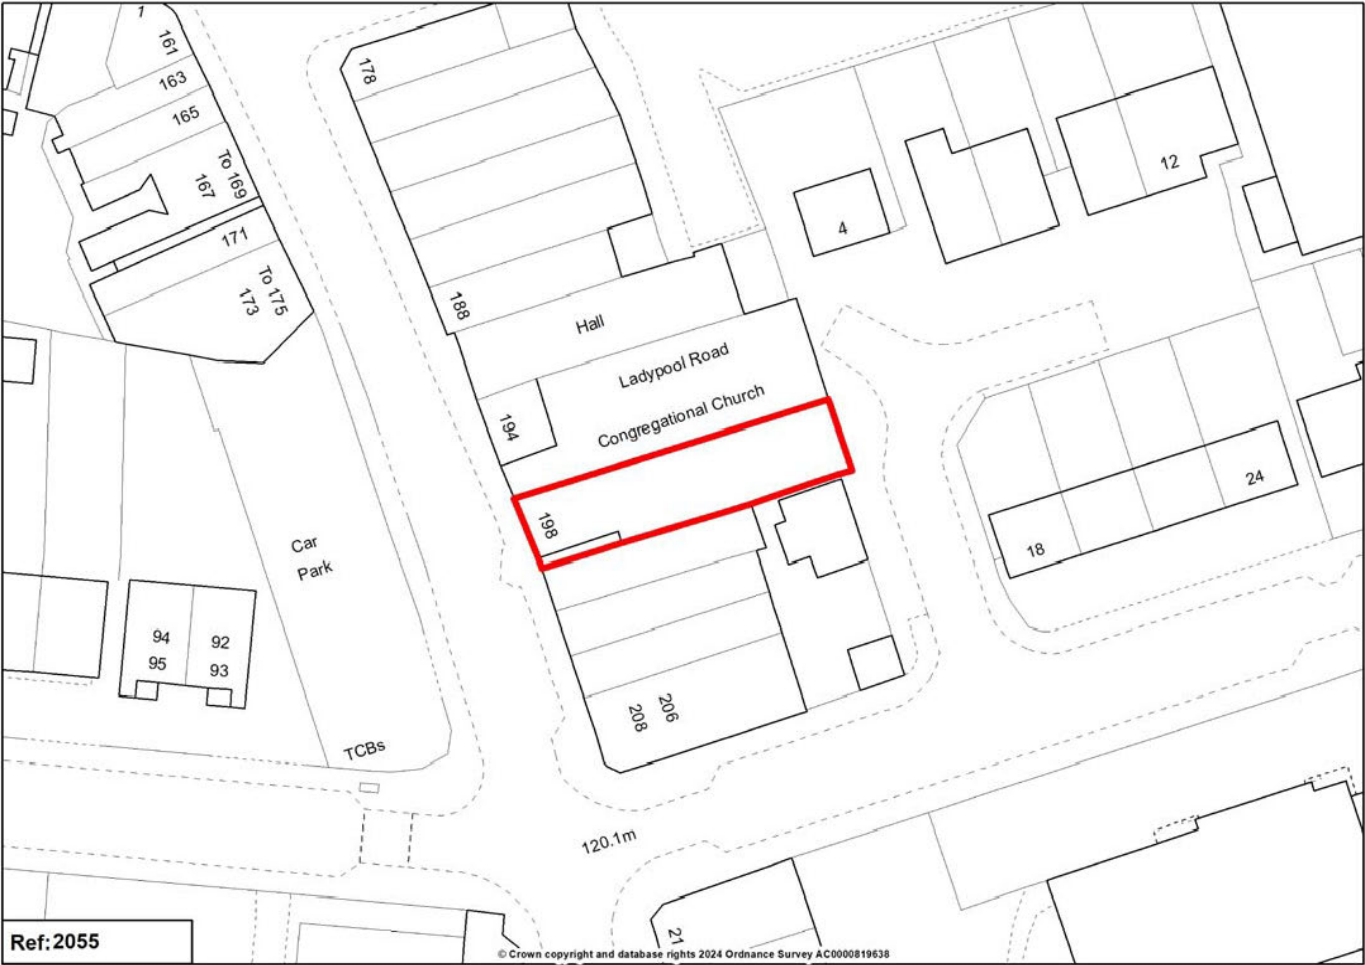 1
161
163
165
To 169
167
171
To 175
173
178
188
Hall
Ladypool Road
Congregational Church
194
198
4
12
18
24
Car
Park
94
95
92
93
206
208
TCBs
120.1m
21
Ref:2055
© Crown copyright and database rights 2024 Ordnance Survey AC0000819638